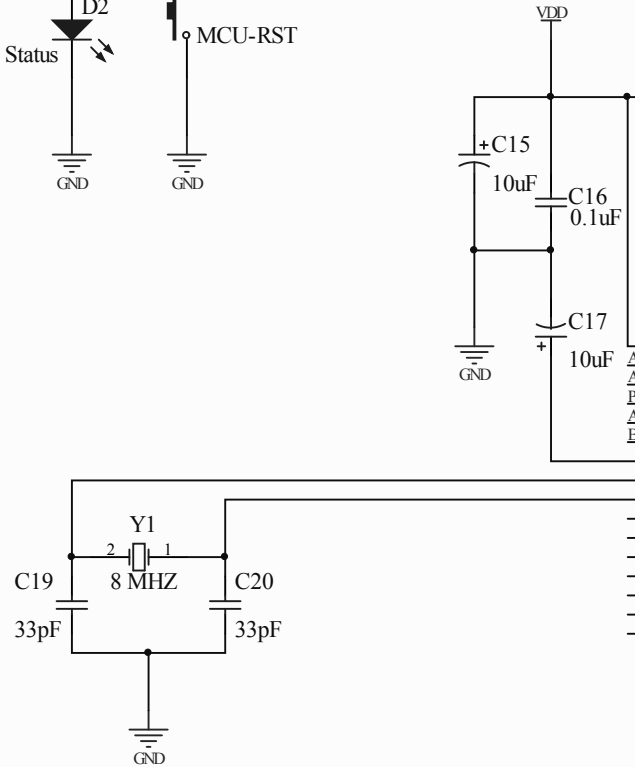 D2
Status
GND
MCU-RST
GND
VDD
+
C15
10uF
C16
0.1uF
C17
+
10uF
GND
A
A
P
A
B
Y1
2
1
8 MHZ
C19
33pF
C20
33pF
GND